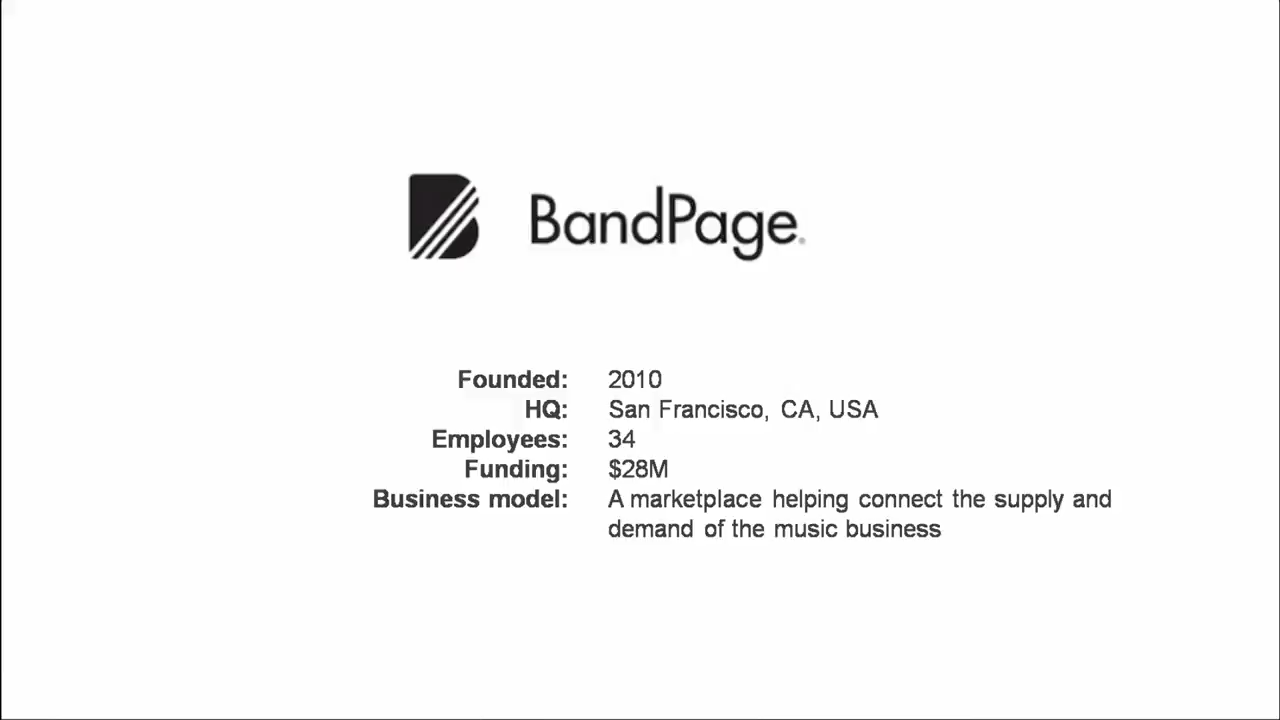 BandPage
Founded: 2010
HQ: San Francisco, CA, USA
Employees: 34
Funding: $28M
Business model: A marketplace helping connect the supply and
demand of the music business